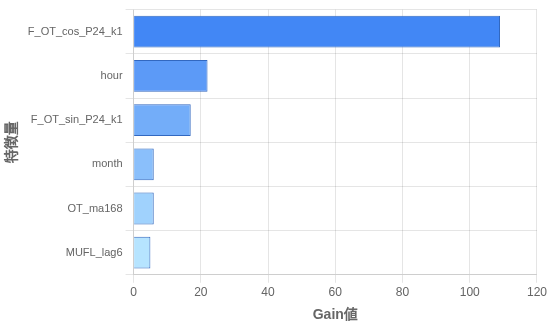 F_OT_cos_P24_k1
hour
F_OT_sin_P24_k1
month
OT_ma168
MUFL_lag6
特徴量
0 20 40 60 80 100 120
Gain値